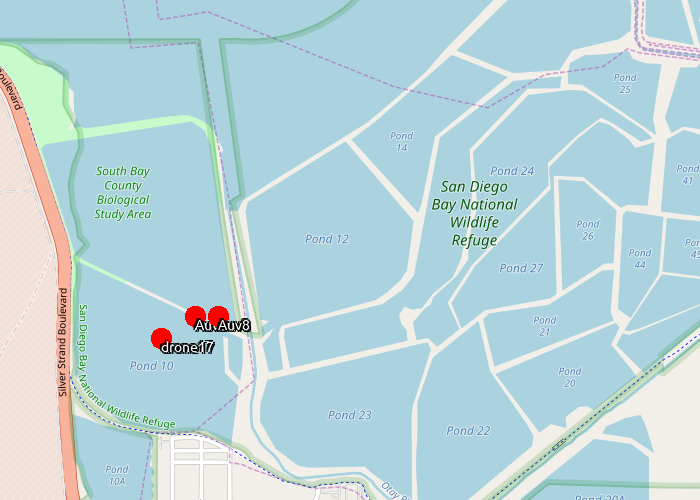 Boulevard
Pond
25
Pond
14
Pond 24
Pond
41
South Bay
County
Biological
Study Area
San Diego
Bay National
Wildlife
Refuge
Pond 12
Pond
26
Pond
44
Pond
Pond 27
Silver Strand Boulevard
San Diego Bay National Wildlife Refuge
Auv8
drone17
Pond
21
Pond 10
Pond
20
Pond 23
Pond 22
Pond
10A
Otay
Pond 20A